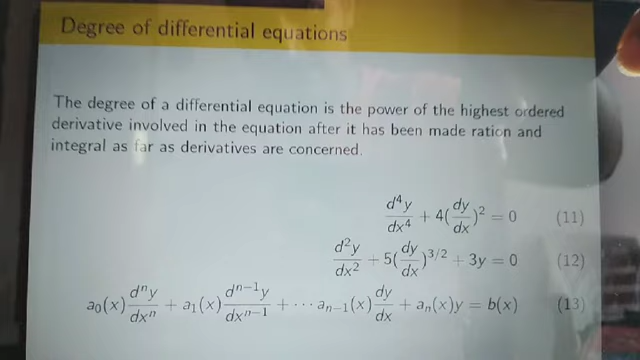 Degree of differential equations
The degree of a differential equation is the power of the highest ordered
derivative involved in the equation after it has been made ration and
integral as far as derivatives are concerned.
d⁴y/dx⁴ + 4(dy/dx)² = 0 (11)
d²y/dx² + 5(dy/dx)^3/2 + 3y = 0 (12)
a₀(x) dⁿy/dxⁿ + a₁(x) dⁿ⁻¹y/dxⁿ⁻¹ + ··· aₙ₋₁(x) dy/dx + aₙ(x)y = b(x) (13)